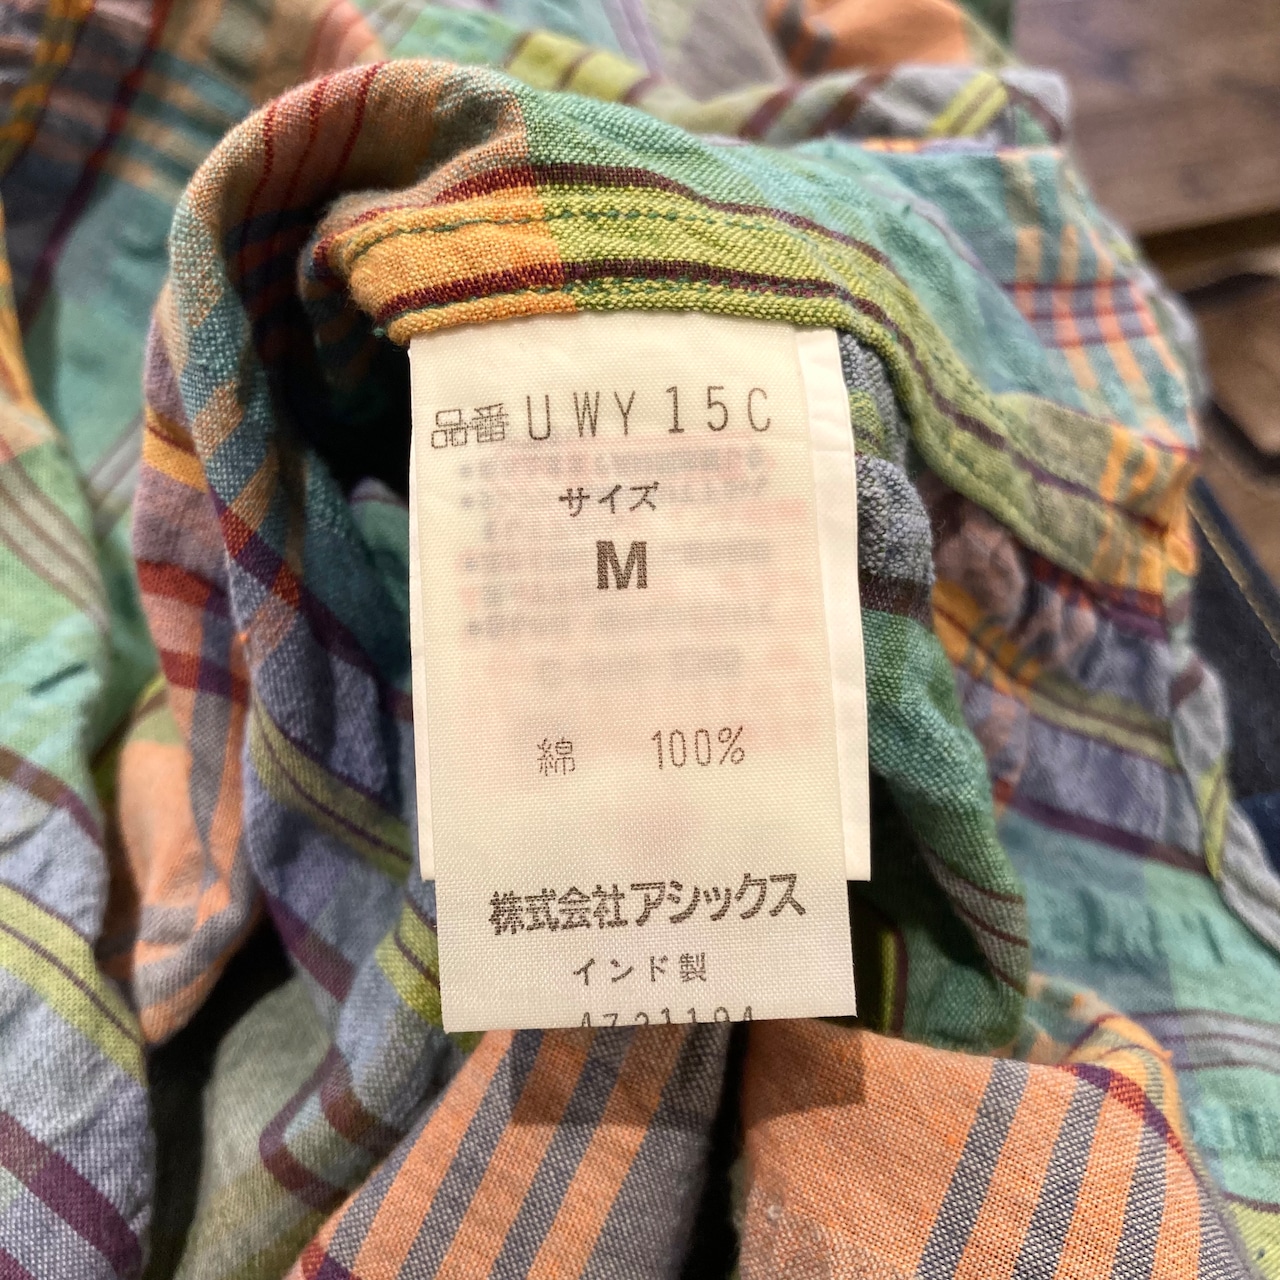 品番 UWY15C
サイズ
M
綿 100%
株式会社アシックス
インド製